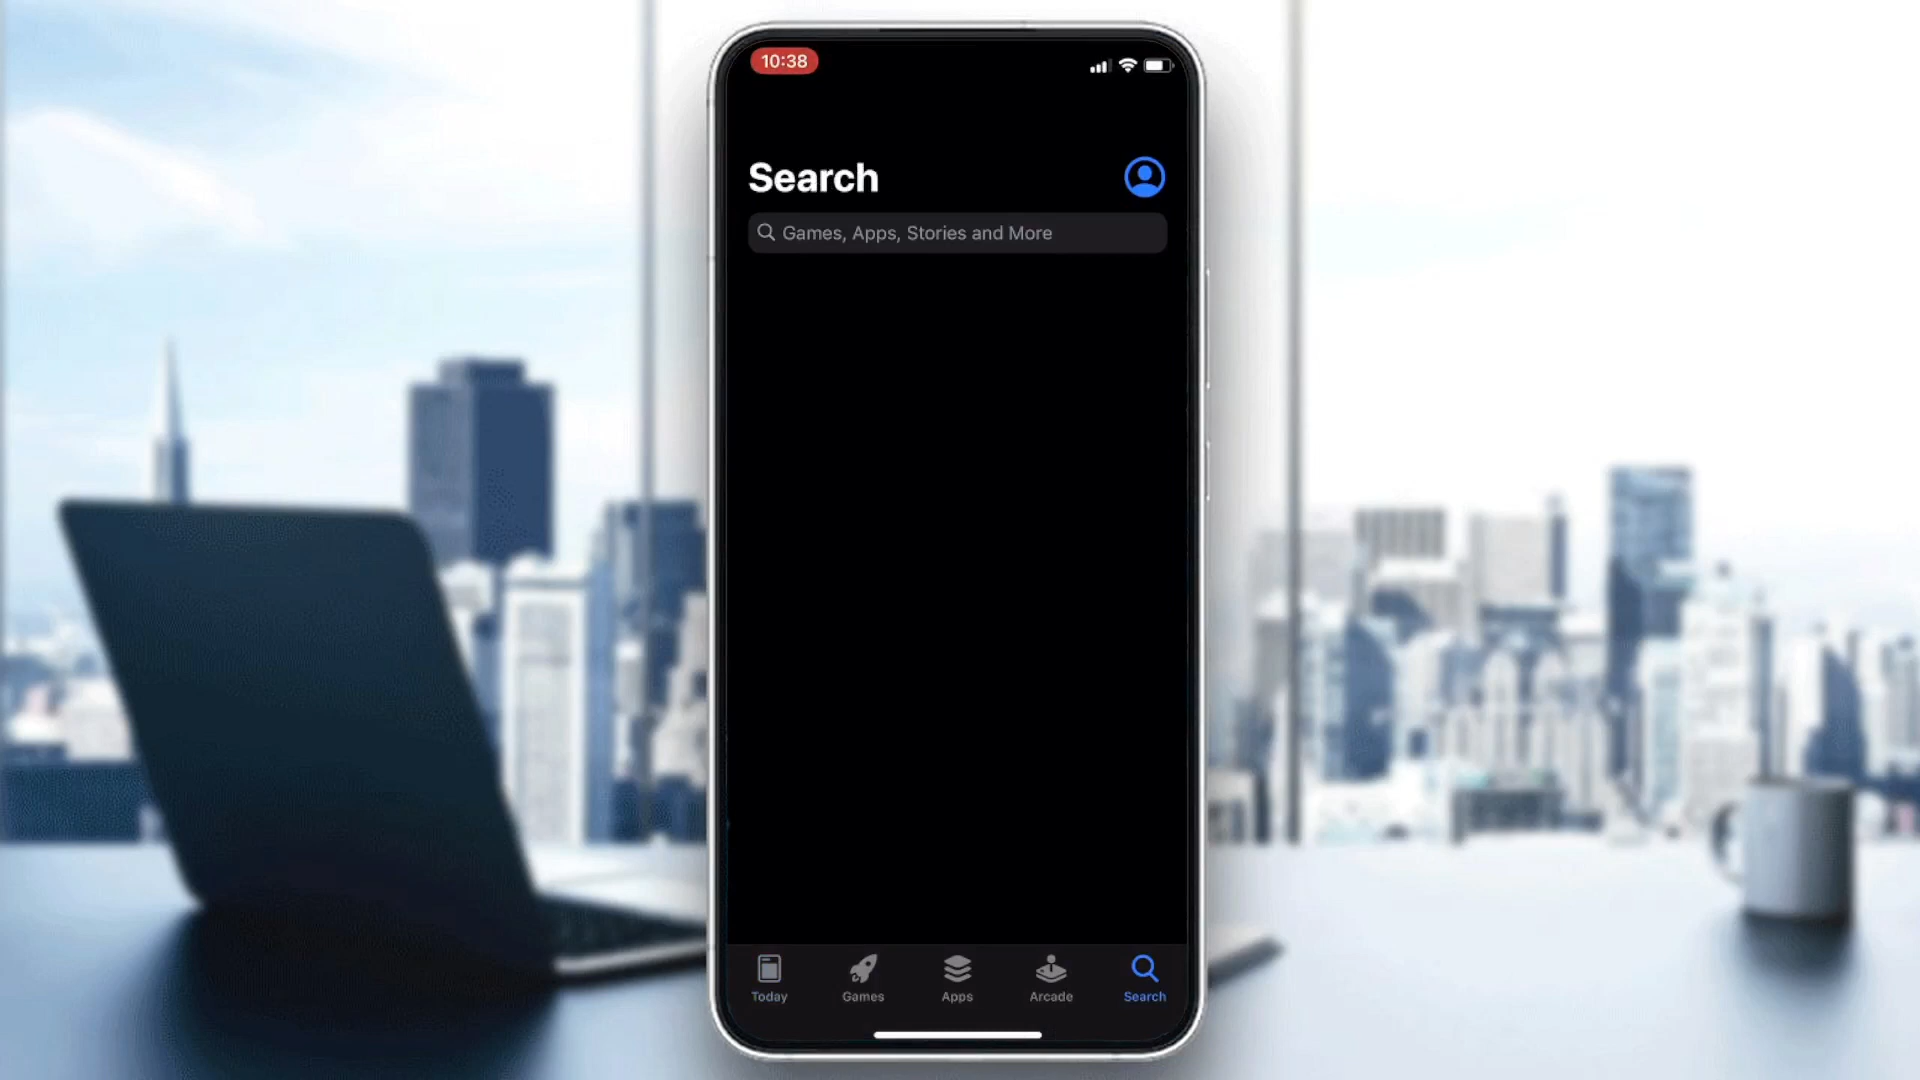 10:38
Search
Games, Apps, Stories and More
Today
Games
Apps
Arcade
Search